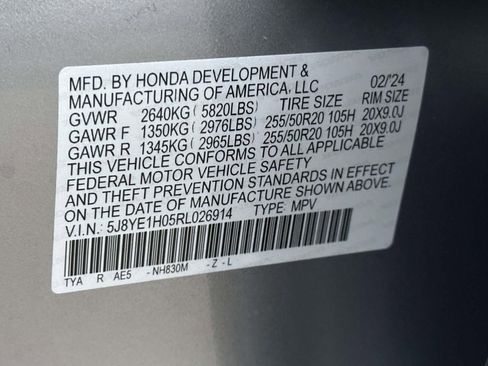 MFD. BY HONDA DEVELOPMENT &
MANUFACTURING OF AMERICA, LLC 02/'24
GVWR 2640KG (5820LBS) TIRE SIZE RIM SIZE
GAWR F 1350KG (2976LBS) 255/50R20 105H 20X9.0J
GAWR R 1345KG (2965LBS) 255/50R20 105H 20X9.0J
THIS VEHICLE CONFORMS TO ALL APPLICABLE
FEDERAL MOTOR VEHICLE SAFETY
AND THEFT PREVENTION STANDARDS IN EFFECT
ON THE DATE OF MANUFACTURE SHOWN ABOVE.
V.I.N.: 5J8YE1H05RL026914 TYPE: MPV
TYA R AE5 -NH830M -Z-L